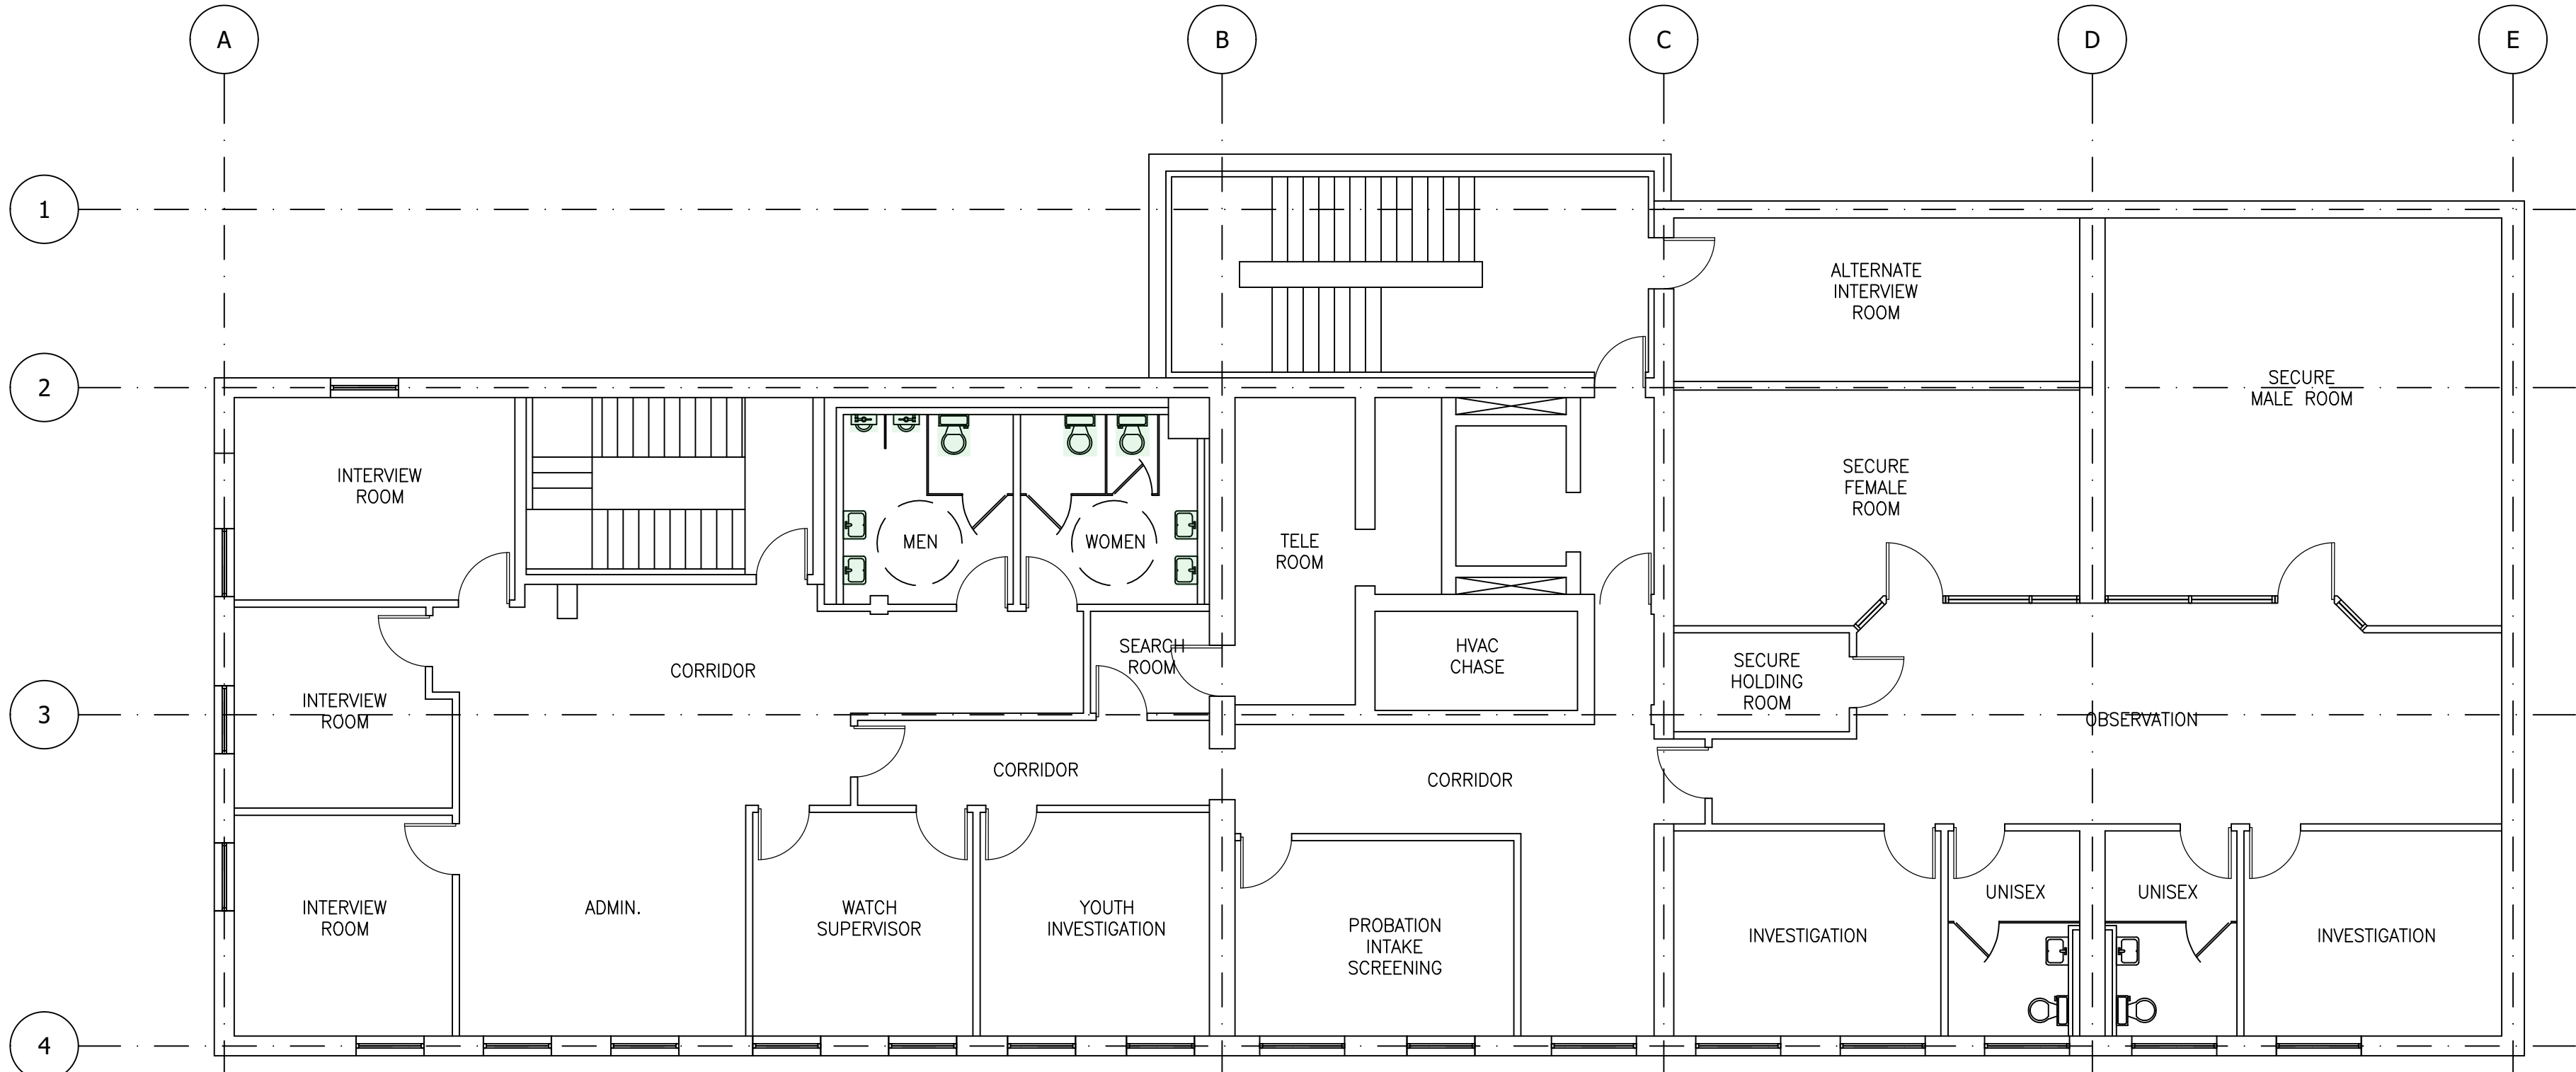 A
B
C
D
E
1
2
3
4
ALTERNATE
INTERVIEW
ROOM
SECURE
MALE ROOM
INTERVIEW
ROOM
SECURE
FEMALE
ROOM
MEN
WOMEN
TELE
ROOM
SEARCH
ROOM
HVAC
CHASE
CORRIDOR
SECURE
HOLDING
ROOM
INTERVIEW
ROOM
OBSERVATION
CORRIDOR
CORRIDOR
INTERVIEW
ROOM
ADMIN.
WATCH
SUPERVISOR
YOUTH
INVESTIGATION
PROBATION
INTAKE
SCREENING
INVESTIGATION
UNISEX
UNISEX
INVESTIGATION